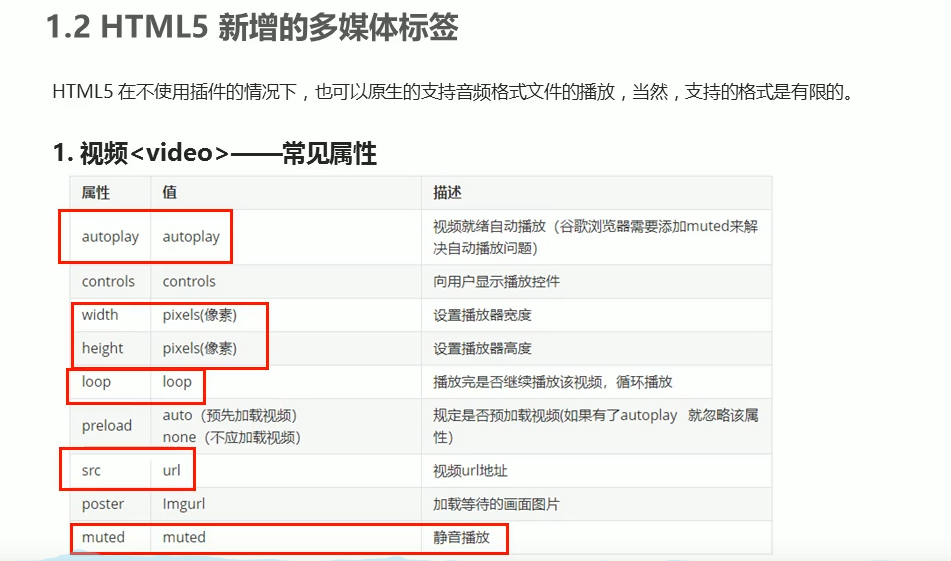 1.2 HTML5 新增的多媒体标签
HTML5 在不使用插件的情况下，也可以原生的支持音频格式文件的播放，当然，支持的格式是有限的。
1. 视频<video>——常见属性
属性 值 描述
autoplay autoplay 视频就绪自动播放（谷歌浏览器需要添加muted来解
决自动播放问题）
controls controls 向用户显示播放控件
width pixels(像素) 设置播放器宽度
height pixels(像素) 设置播放器高度
loop loop 播放完是否继续播放该视频，循环播放
preload auto（预先加载视频） 规定是否预加载视频(如果有了autoplay 就忽略该属
none（不应加载视频） 性）
src url 视频url地址
poster Imgurl 加载等待的画面图片
muted muted 静音播放